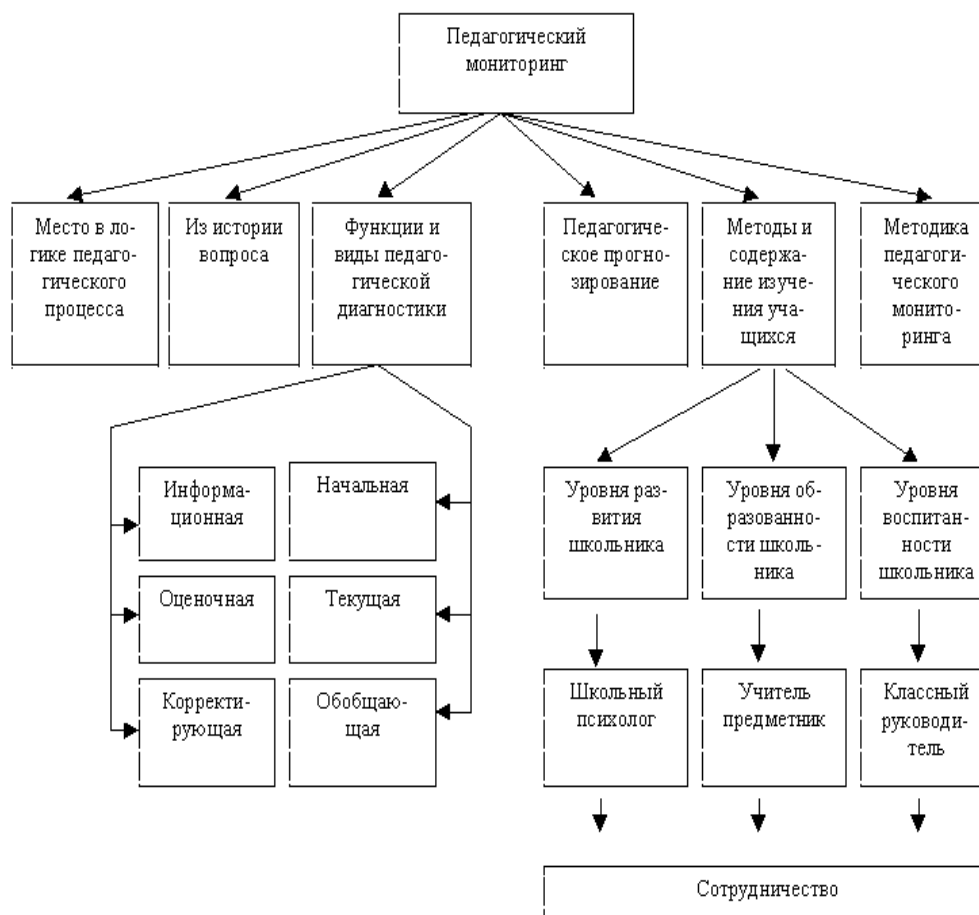 Педагогический
мониторинг
Место в ло-
гике педаго-
гического
процесса
Из истории
вопроса
Функции и
виды педаго-
гической
диагностики
Педагогиче-
ское прогно-
зирование
Методы и
содержа-
ние изуче-
ния уча-
щихся
Методика
педагоги-
ческого
монито-
ринга
Информа-
ционная
Начальная
Оценочная
Текущая
Корректи-
рующая
Обобщаю-
щая
Уровня раз-
вития
школьника
Уровня об-
разованно-
сти школь-
ника
Уровня
воспитан-
ности
школьника
Школьный
психолог
Учитель
предметник
Классный
руководи-
тель
Сотрудничество